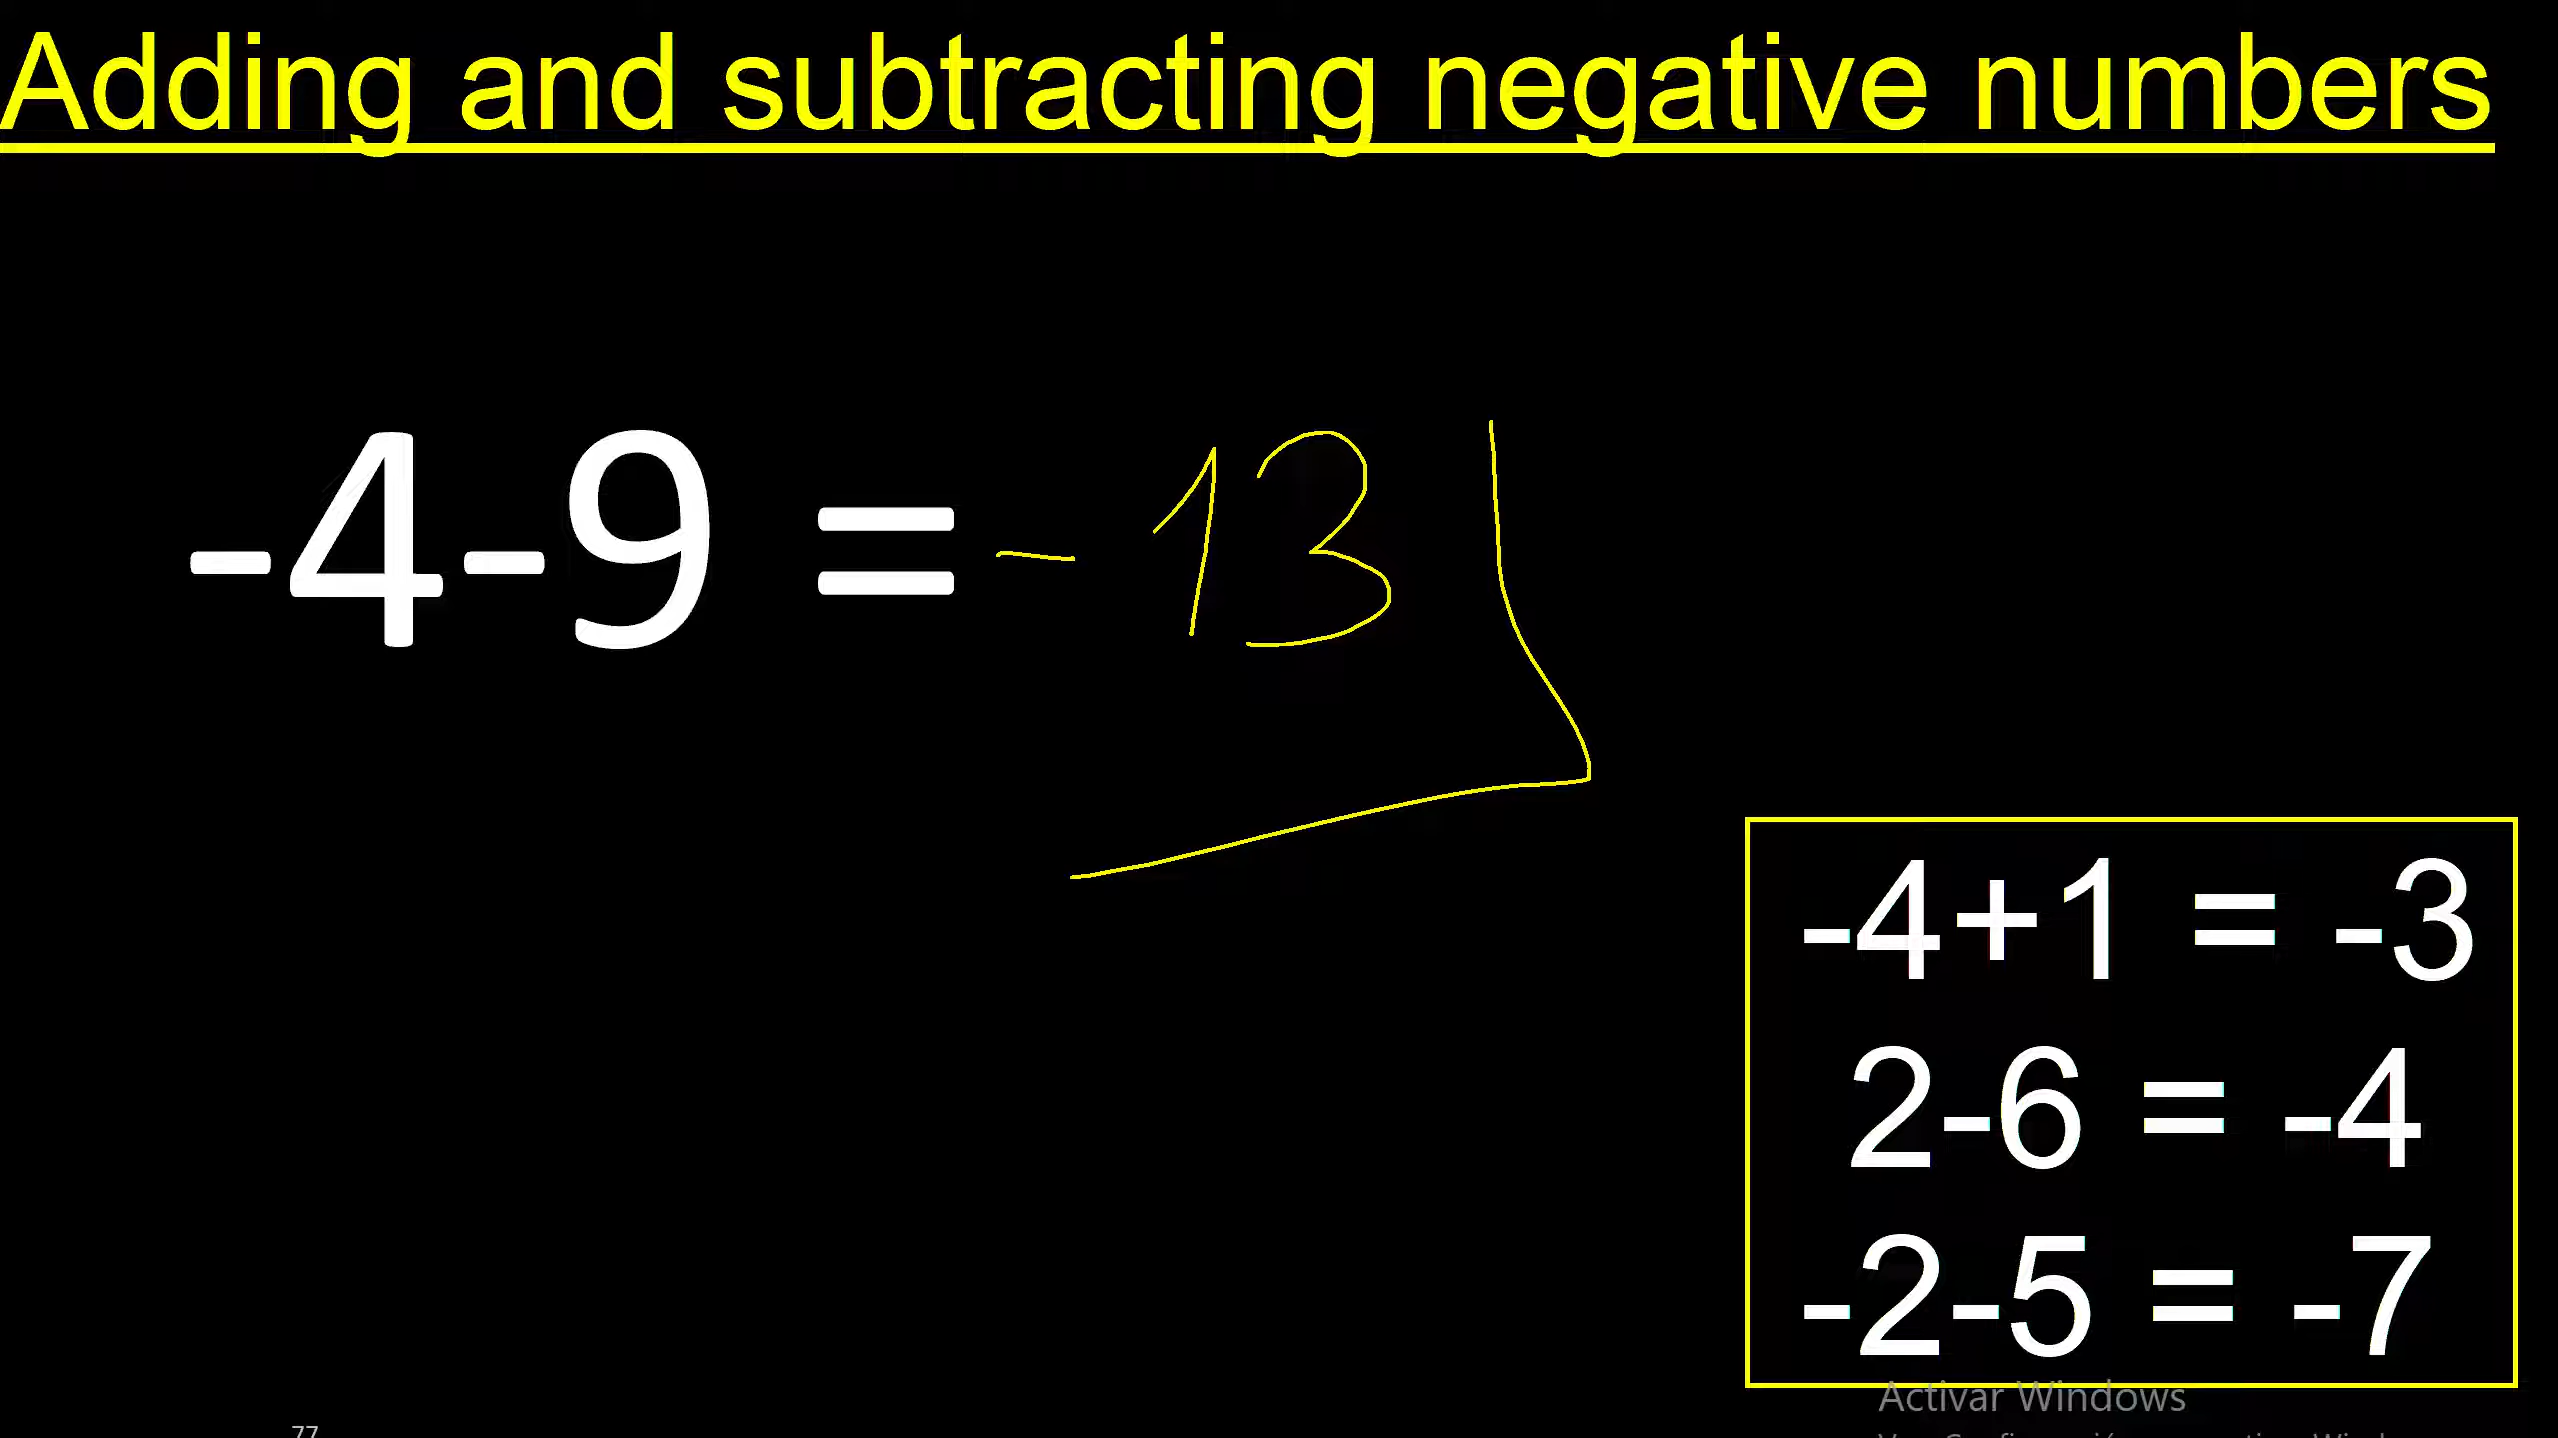 Adding and subtracting negative numbers
-4-9 = - 13
-4+1 = -3
2-6 = -4
-2-5 = -7
Activar Windows
77